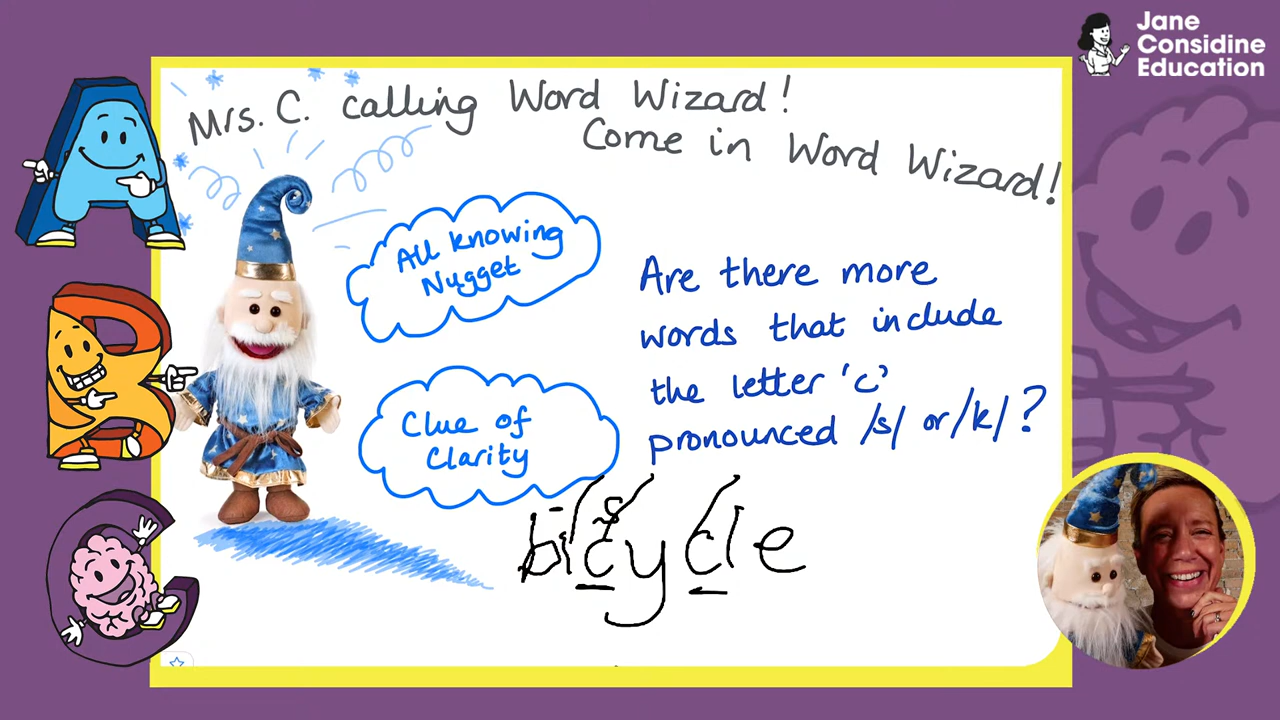 Jane
Considine
Education
Mrs. C. calling Word Wizard!
Come in Word Wizard!
All knowing
Nugget
Are there more
words that include
the letter 'c'
pronounced /s/ or /k/?
Clue of
Clarity
s
bicycle
A
B
C